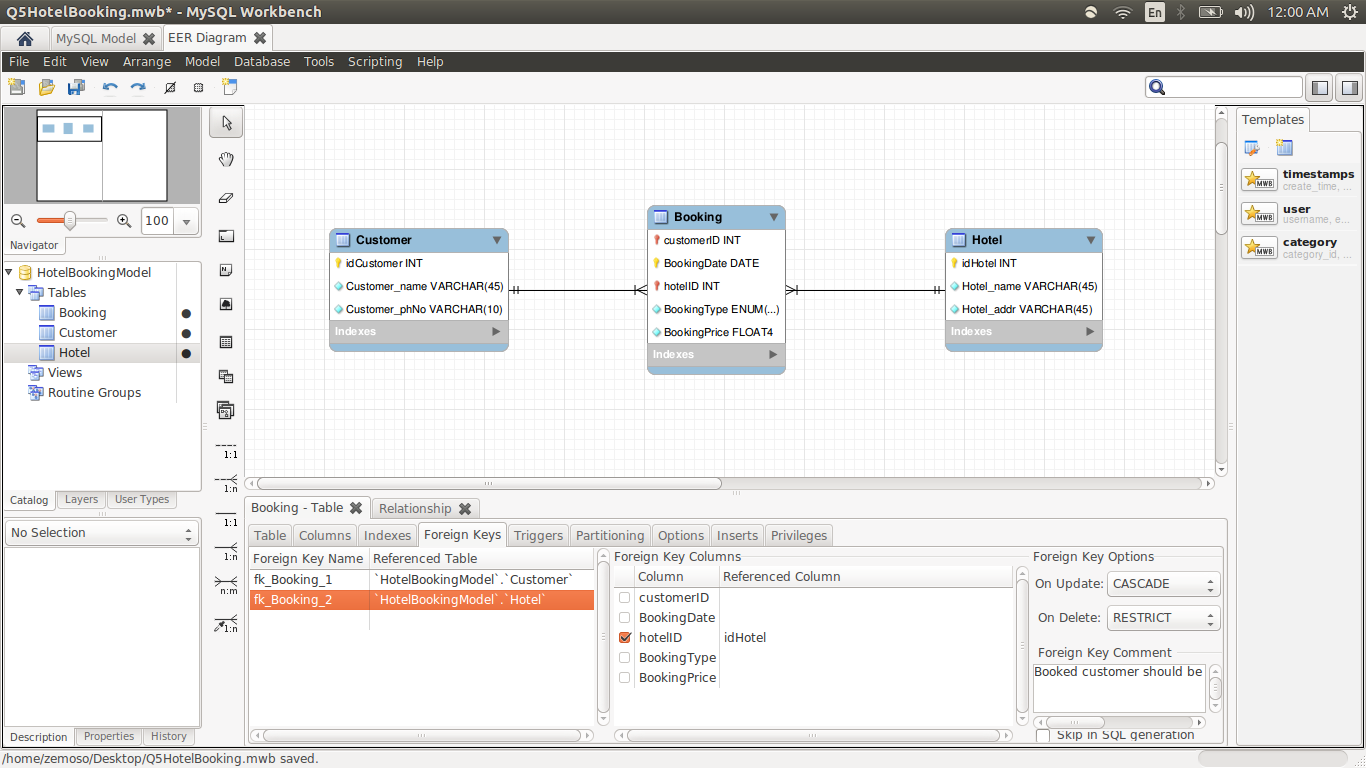 Q5HotelBooking.mwb* - MySQL Workbench
En
12:00 AM
MySQL Model
EER Diagram
File Edit View Arrange Model Database Tools Scripting Help
100
Navigator
HotelBookingModel
Tables
Booking
Customer
Hotel
Views
Routine Groups
Catalog
Layers
User Types
No Selection
Description
Properties
History
1:1
1:n
1:1
1:n
n:m
1:n
Customer
idCustomer INT
Customer_name VARCHAR(45)
Customer_phNo VARCHAR(10)
Indexes
Booking
customerID INT
BookingDate DATE
hotelID INT
BookingType ENUM(...)
BookingPrice FLOAT4
Indexes
Hotel
idHotel INT
Hotel_name VARCHAR(45)
Hotel_addr VARCHAR(45)
Indexes
Templates
timestamps
create_time, ...
user
username, e...
category
category_id, ...
MWB
MWB
MWB
Booking - Table
Relationship
Table Columns Indexes Foreign Keys Triggers Partitioning Options Inserts Privileges
Foreign Key Name Referenced Table
fk_Booking_1 `HotelBookingModel`.`Customer`
fk_Booking_2 `HotelBookingModel`.`Hotel`
Foreign Key Columns
Column Referenced Column
customerID
BookingDate
hotelID idHotel
BookingType
BookingPrice
Foreign Key Options
On Update: CASCADE
On Delete: RESTRICT
Foreign Key Comment
Booked customer should be
Skip in SQL generation
/home/zemoso/Desktop/Q5HotelBooking.mwb saved.